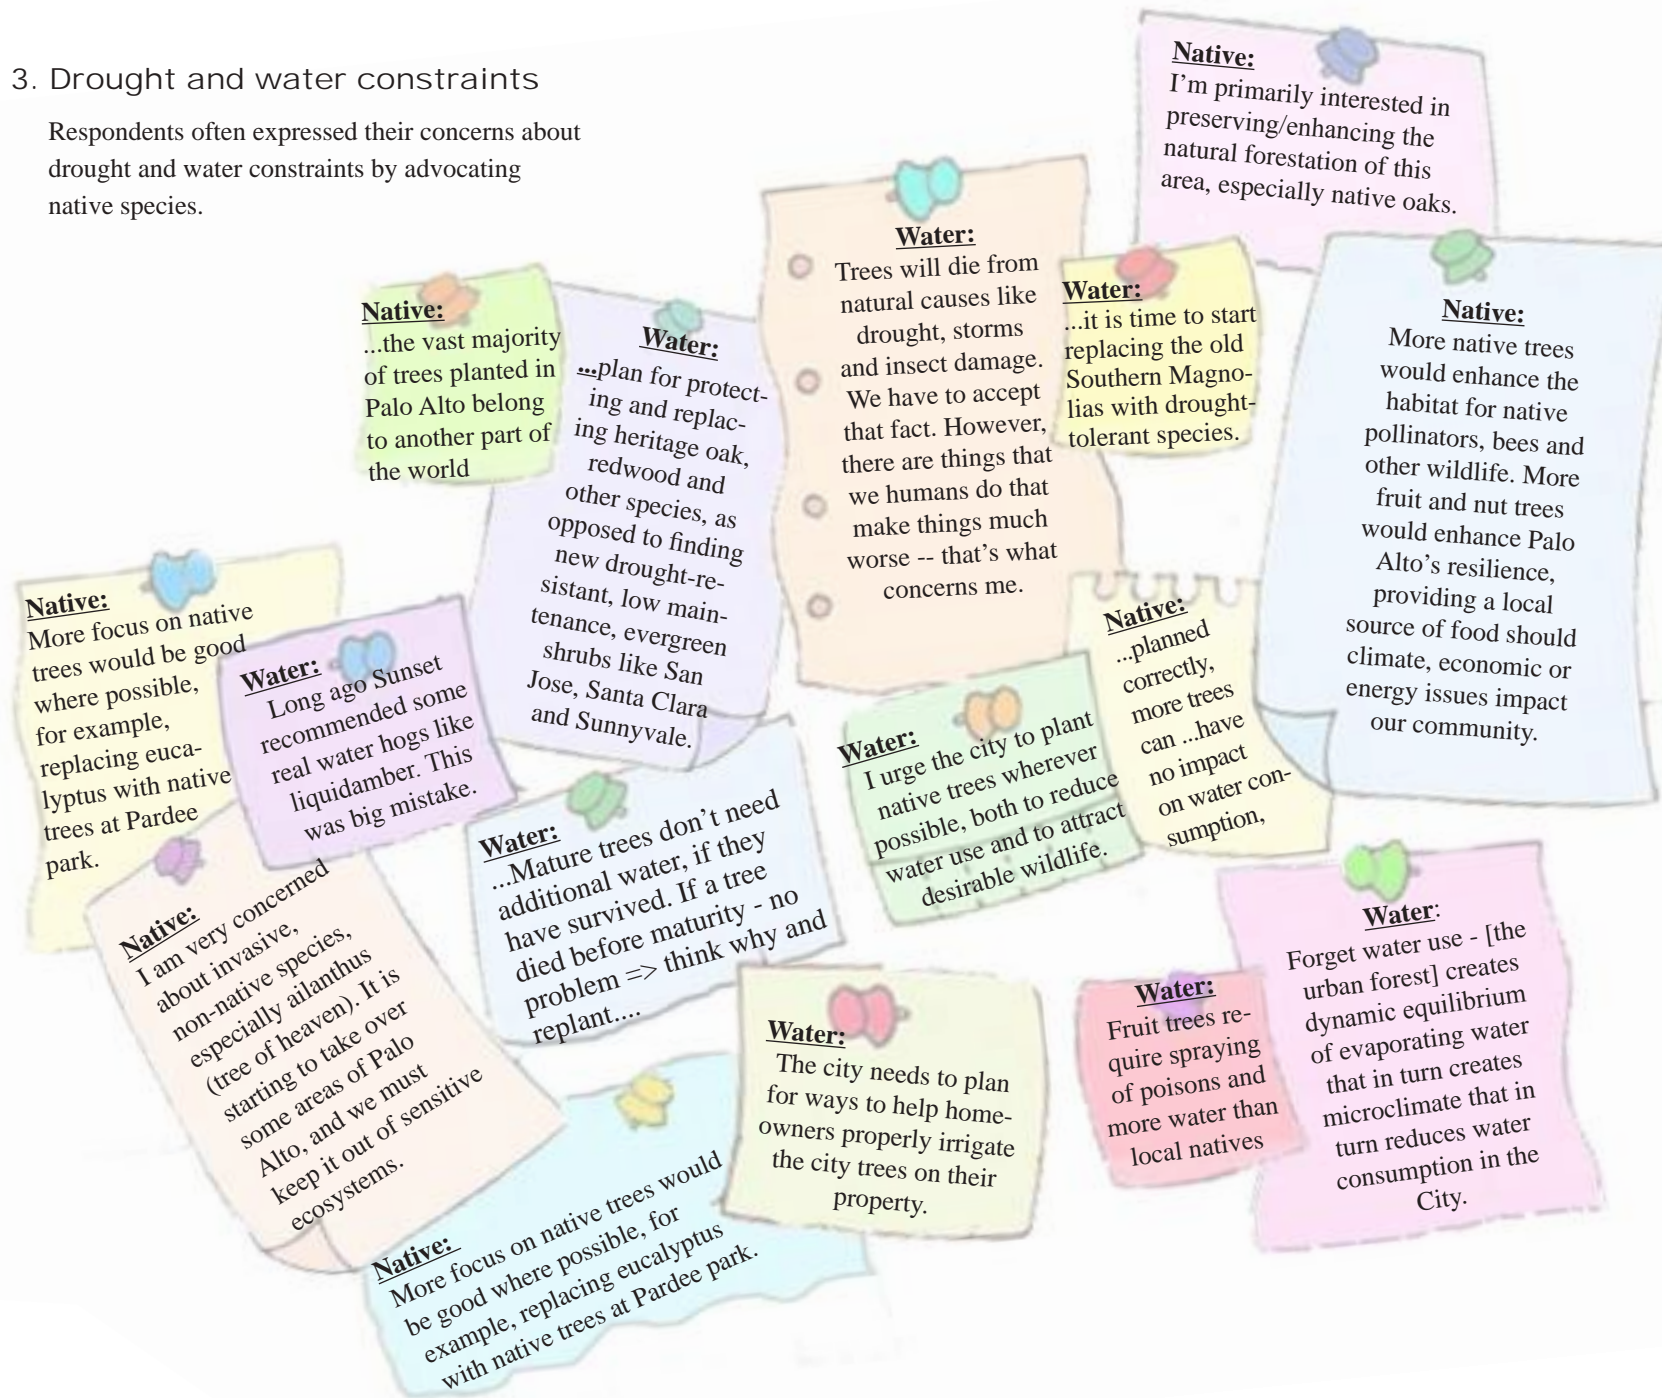 3. Drought and water constraints
Respondents often expressed their concerns about
drought and water constraints by advocating
native species.
Native:
I'm primarily interested in
preserving/enhancing the
natural forestation of this
area, especially native oaks.
Native:
...the vast majority
of trees planted in
Palo Alto belong
to another part of
the world
Water:
...plan for protect-
ing and replac-
ing heritage oak,
redwood and
other species, as
opposed to finding
new drought-re-
sistant, low main-
tenance, evergreen
shrubs like San
Jose, Santa Clara
and Sunnyvale.
Water:
Trees will die from
natural causes like
drought, storms
and insect damage.
We have to accept
that fact. However,
there are things that
we humans do that
make things much
worse -- that's what
concerns me.
Water:
...it is time to start
replacing the old
Southern Magno-
lias with drought-
tolerant species.
Native:
More native trees
would enhance the
habitat for native
pollinators, bees and
other wildlife. More
fruit and nut trees
would enhance Palo
Alto's resilience,
providing a local
source of food should
climate, economic or
energy issues impact
our community.
Native:
More focus on native
trees would be good
where possible,
for example,
replacing euca-
lyptus with native
trees at Pardee
park.
Water:
Long ago Sunset
recommended some
real water hogs like
liquidamber. This
was big mistake.
Water:
...Mature trees don't need
additional water, if they
have survived. If a tree
died before maturity - no
problem => think why and
replant....
Water:
I urge the city to plant
native trees wherever
possible, both to reduce
water use and to attract
desirable wildlife.
Native:
...planned
correctly,
more trees
can ...have
no impact
on water con-
sumption,
Native:
I am very concerned
about invasive,
non-native species,
especially ailanthus
(tree of heaven). It is
starting to take over
some areas of Palo
Alto, and we must
keep it out of sensitive
ecosystems.
Water:
The city needs to plan
for ways to help home-
owners properly irrigate
the city trees on their
property.
Water:
Fruit trees re-
quire spraying
of poisons and
more water than
local natives
Water:
Forget water use - [the
urban forest] creates
dynamic equilibrium
of evaporating water
that in turn creates
microclimate that in
turn reduces water
consumption in the
City.
Native:
More focus on native trees would
be good where possible, for
example, replacing eucalyptus
with native trees at Pardee park.